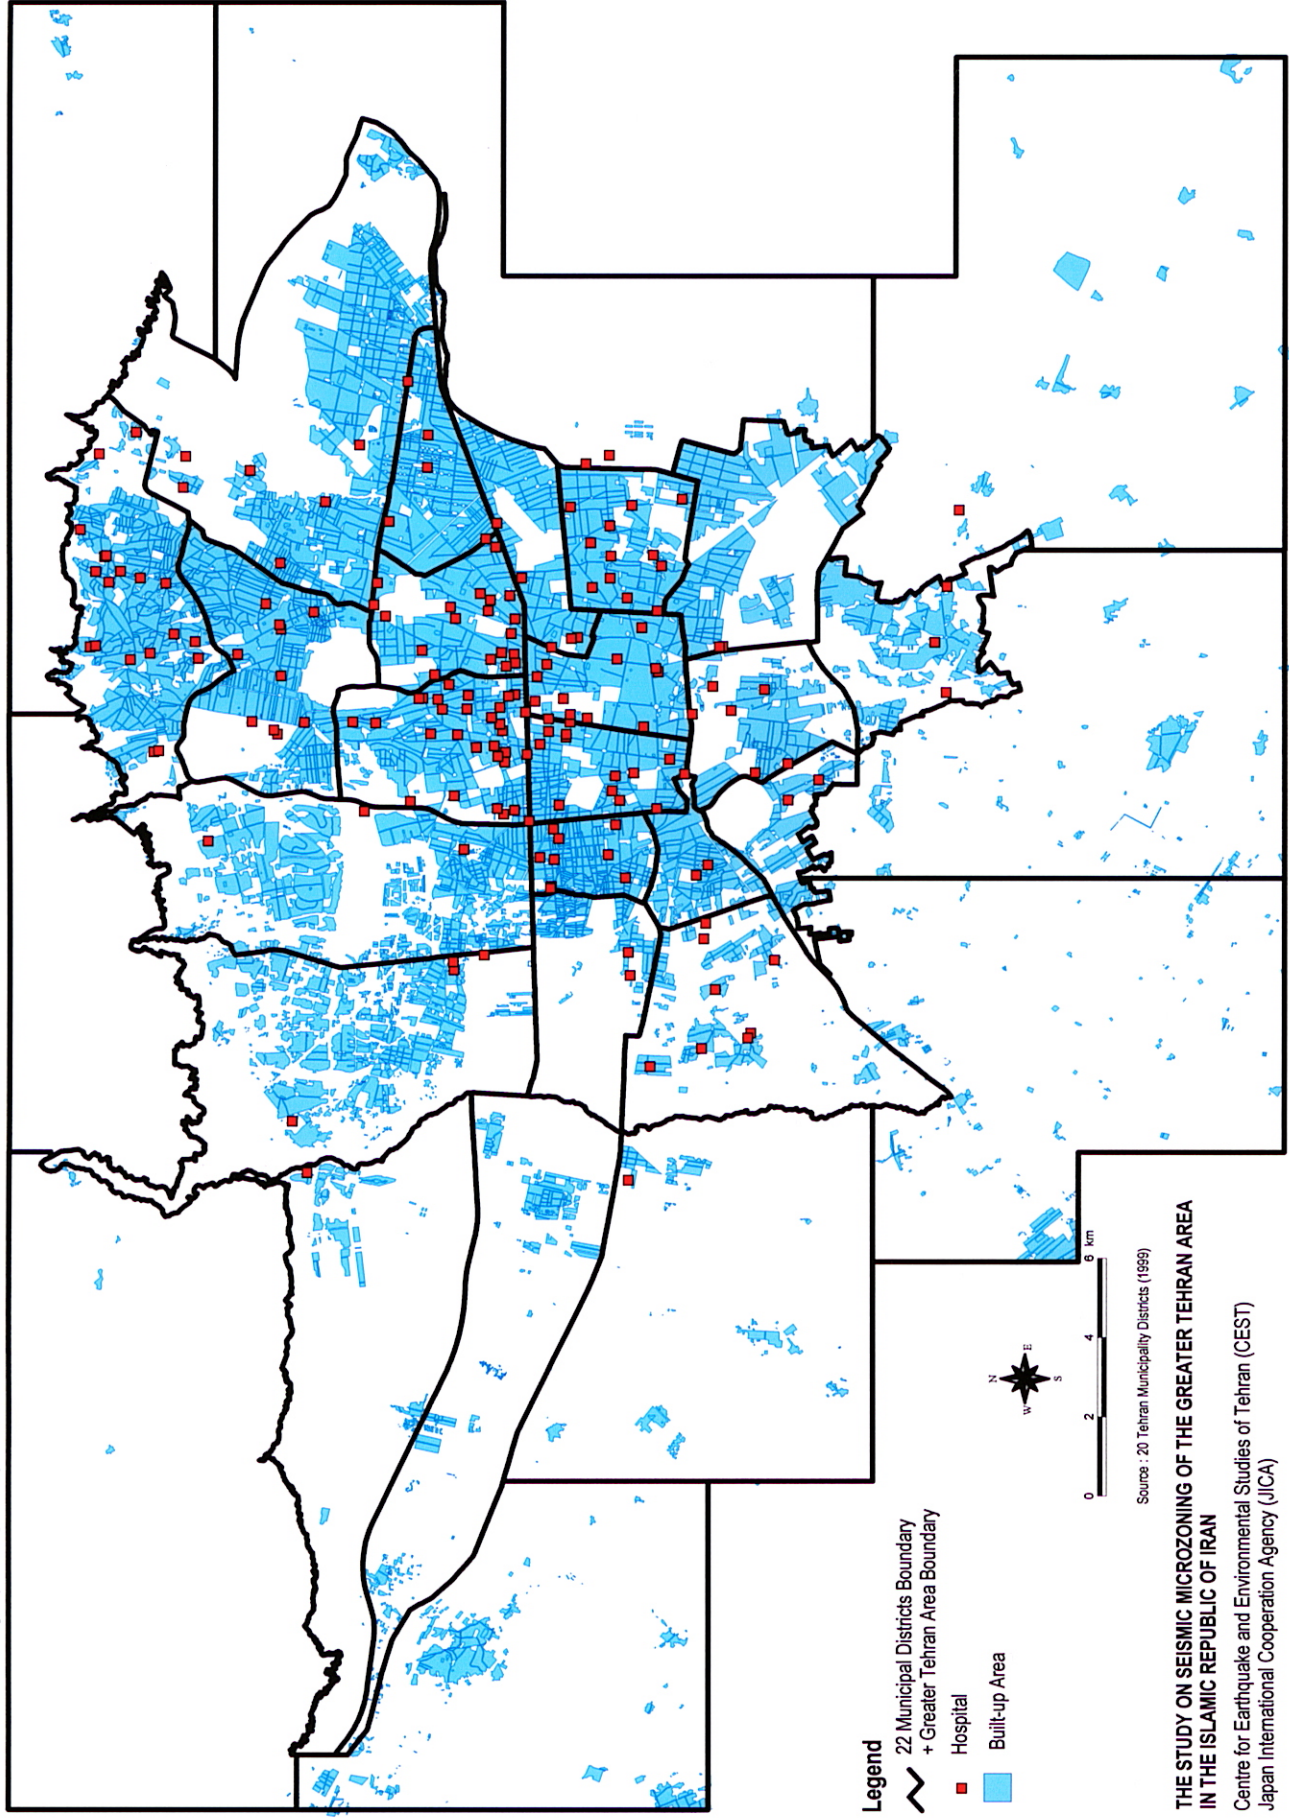 Legend
22 Municipal Districts Boundary
+ Greater Tehran Area Boundary
Hospital
Built-up Area
N
W
E
S
0 2 4 6 km
Source : 20 Tehran Municipality Districts (1999)
THE STUDY ON SEISMIC MICROZONING OF THE GREATER TEHRAN AREA
IN THE ISLAMIC REPUBLIC OF IRAN
Centre for Earthquake and Environmental Studies of Tehran (CEST)
Japan International Cooperation Agency (JICA)